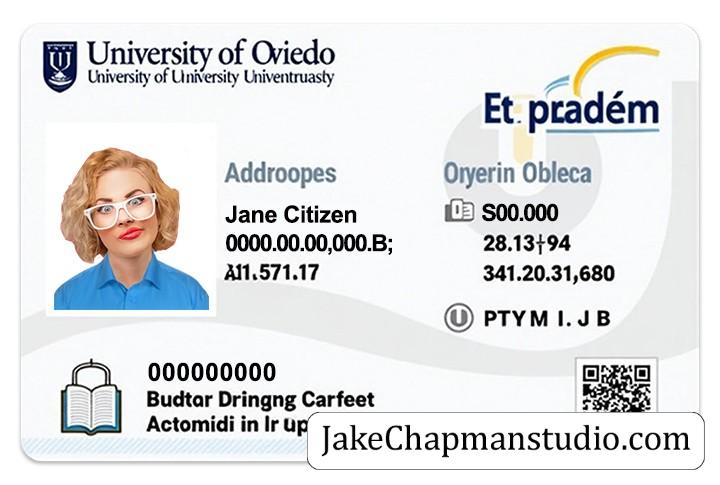 University of Oviedo
University of University Univentruasty
Et. pradém
Addroopes
Jane Citizen
0000.00.00,000.B;
A11.571.17
Oryerin Obleca
S00.000
28.13†94
341.20.31,680
PTYM I. J B
000000000
Budtar Dringng Carfeet
Actomidi in Ir up
JakeChapmanstudio.com